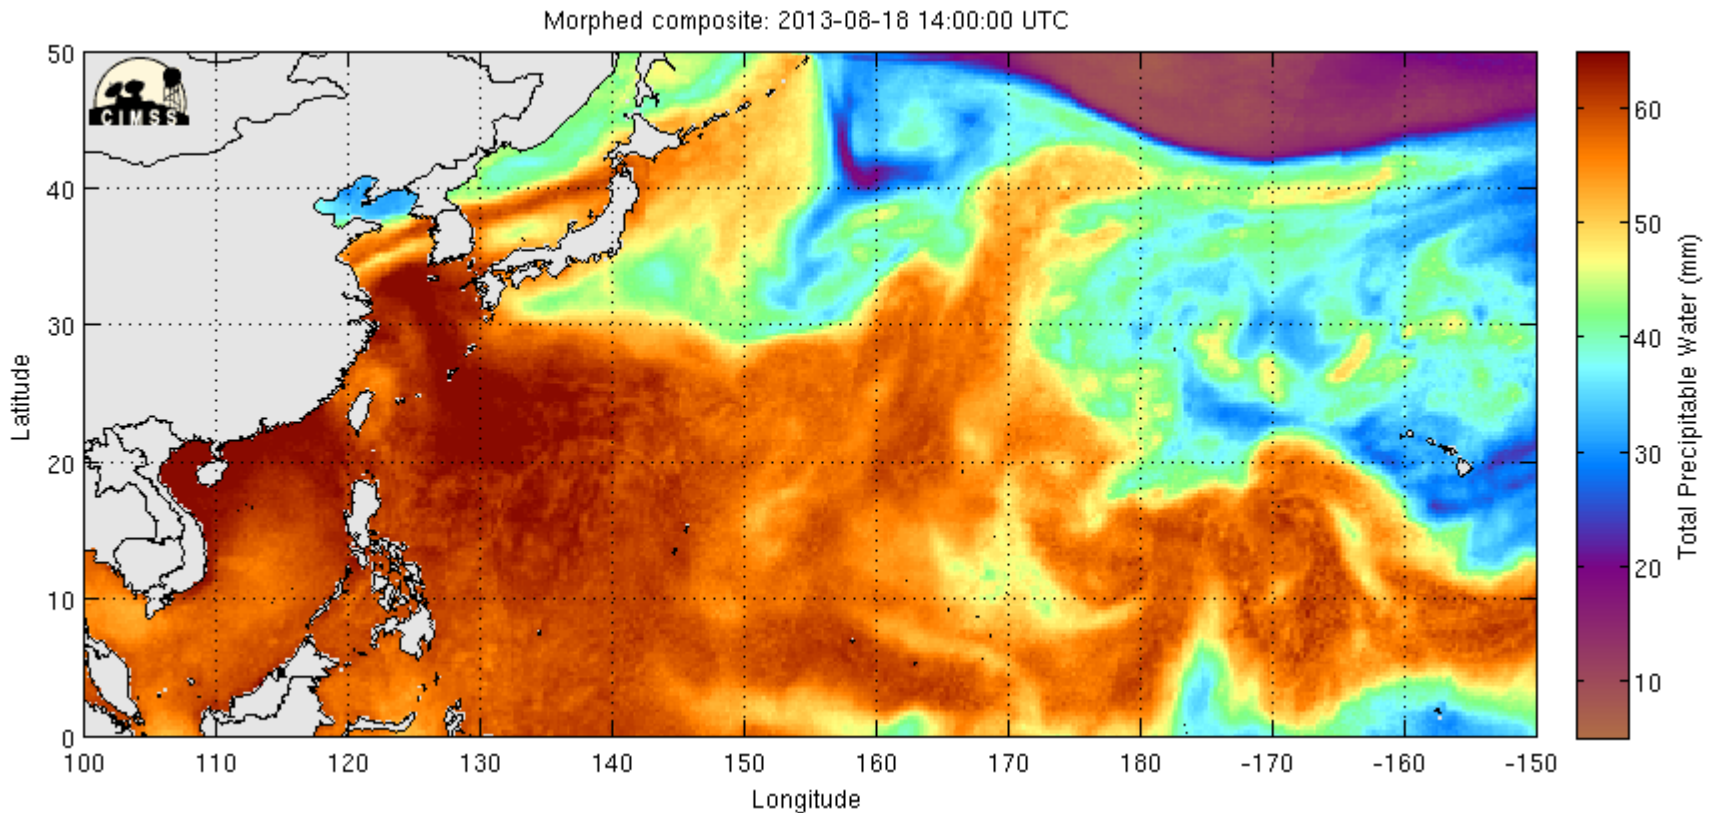 Morphed composite: 2013-08-18 14:00:00 UTC
CIMSS
50
40
30
20
10
0
Latitude
100 110 120 130 140 150 160 170 180 -170 -160 -150
Longitude
60
50
40
30
20
10
Total Precipitable Water (mm)